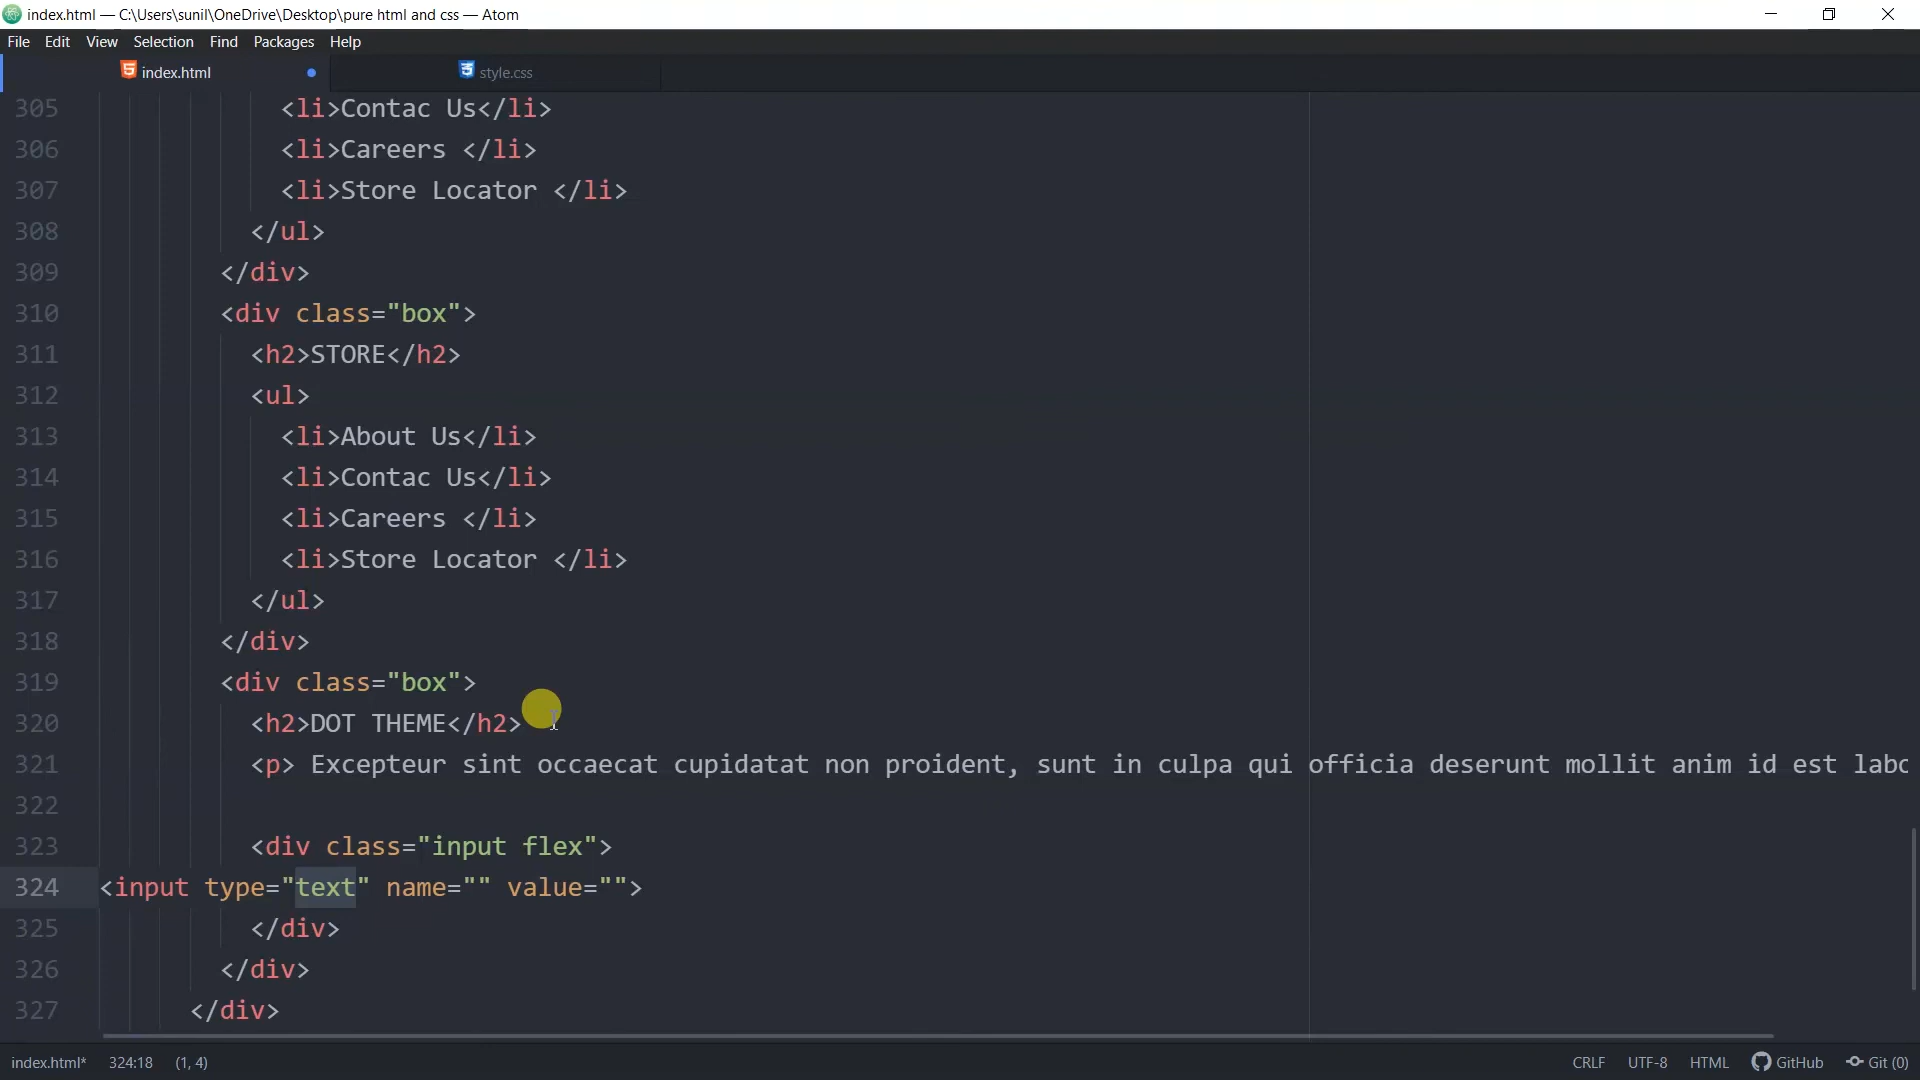 index.html — C:\Users\sunil\OneDrive\Desktop\pure html and css — Atom
File Edit View Selection Find Packages Help
index.html style.css
305 <li>Contac Us</li>
306 <li>Careers </li>
307 <li>Store Locator </li>
308 </ul>
309 </div>
310 <div class="box">
311 <h2>STORE</h2>
312 <ul>
313 <li>About Us</li>
314 <li>Contac Us</li>
315 <li>Careers </li>
316 <li>Store Locator </li>
317 </ul>
318 </div>
319 <div class="box">
320 <h2>DOT THEME</h2>
321 <p> Excepteur sint occaecat cupidatat non proident, sunt in culpa qui officia deserunt mollit anim id est
322
323 <div class="input flex">
324 <input type="text" name="" value="">
325 </div>
326 </div>
327 </div>
index.html* 324:18 (1, 4) CRLF UTF-8 HTML GitHub Git (0)